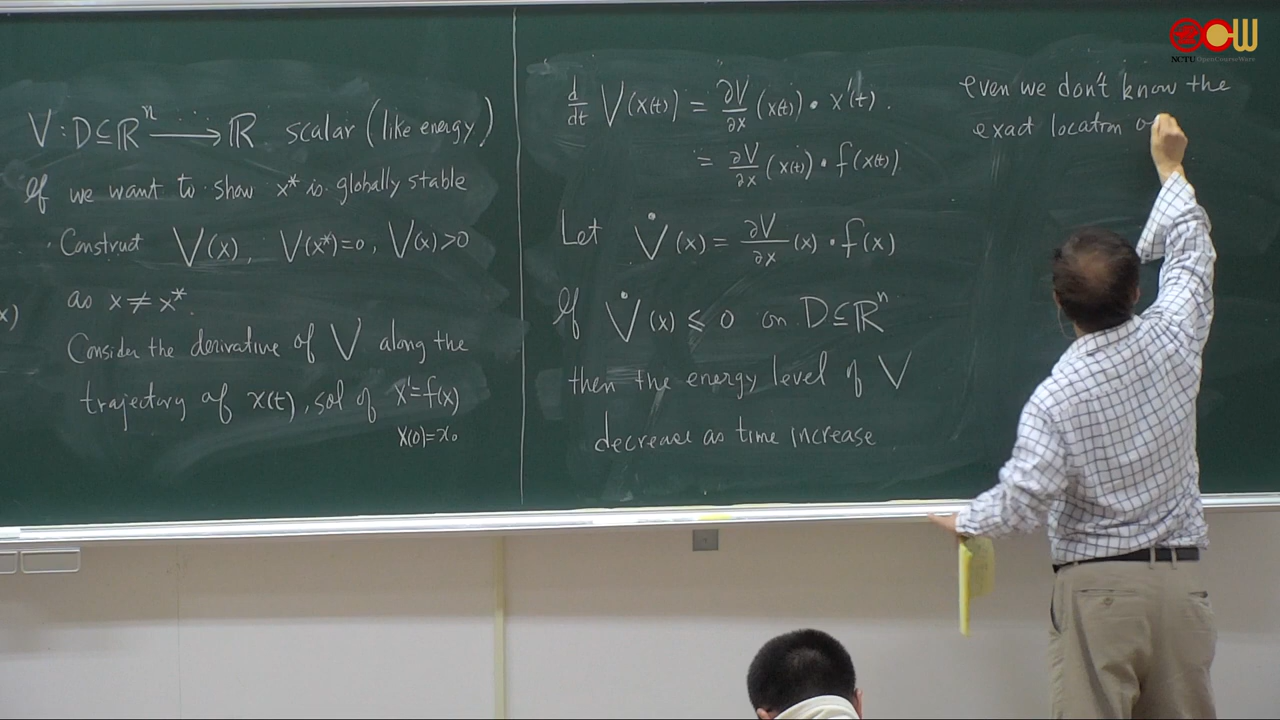 x)
V : D ⊆ ℝⁿ ⟶ ℝ scalar (like energy)
If we want to show x* is globally stable
Construct V(x), V(x*)=0, V(x)>0
as x ≠ x*.
Consider the derivative of V along the
trajectory of x(t), sol of x'=f(x)
x(0)=x₀
d/dt V(x(t)) = ∂V/∂x (x(t)) • x'(t).
= ∂V/∂x (x(t)) • f(x(t)).
Let V̇(x) = ∂V/∂x (x) • f(x)
If V̇(x) ≤ 0 on D⊆ℝⁿ
then the energy level of V
decrease as time increase
even we don't know the
exact location o
OCW
NCTU OpenCourseWare